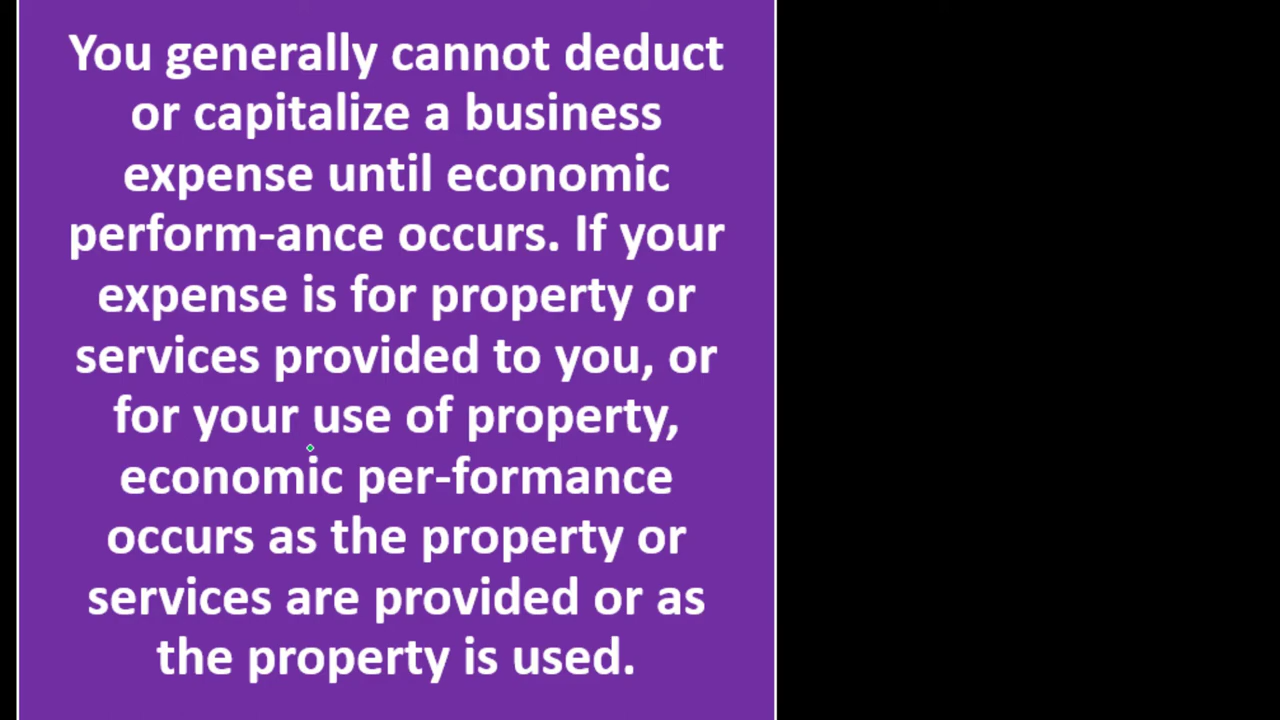 You generally cannot deduct
or capitalize a business
expense until economic
perform-ance occurs. If your
expense is for property or
services provided to you, or
for your use of property,
economic per-formance
occurs as the property or
services are provided or as
the property is used.